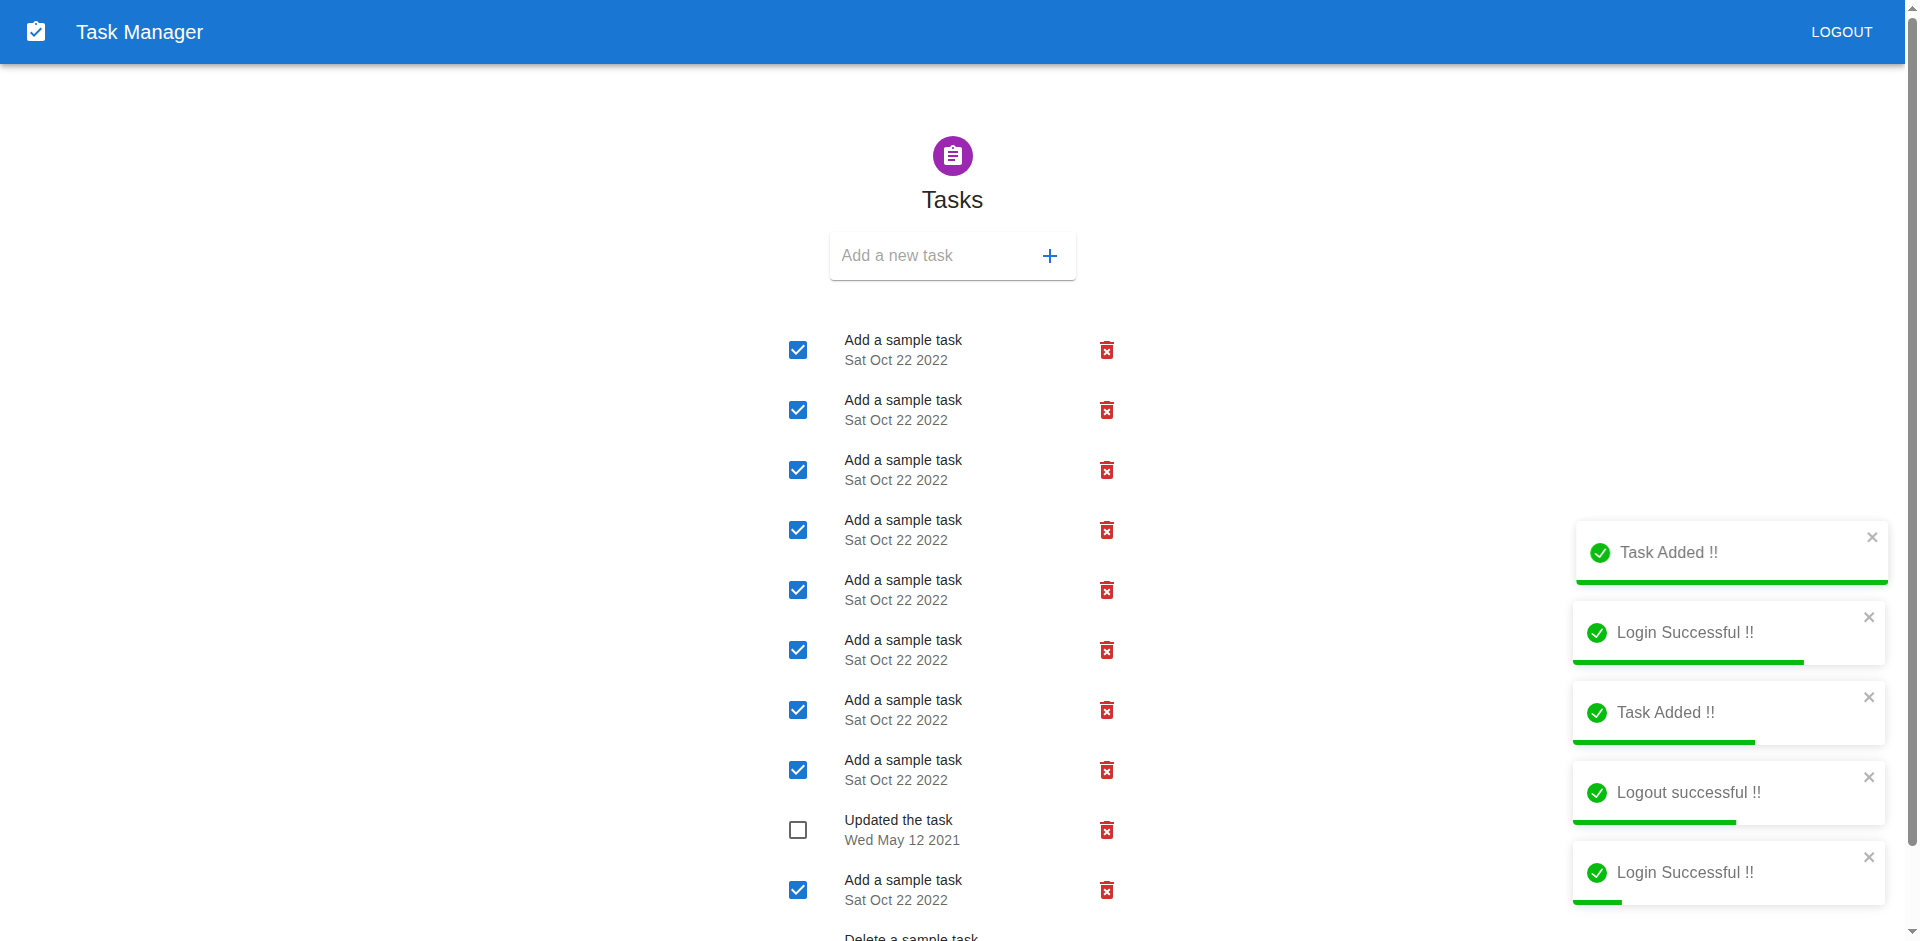 Task Manager
LOGOUT
Tasks
Add a new task
Add a sample task
Sat Oct 22 2022
Add a sample task
Sat Oct 22 2022
Add a sample task
Sat Oct 22 2022
Add a sample task
Sat Oct 22 2022
Add a sample task
Sat Oct 22 2022
Add a sample task
Sat Oct 22 2022
Add a sample task
Sat Oct 22 2022
Add a sample task
Sat Oct 22 2022
Updated the task
Wed May 12 2021
Add a sample task
Sat Oct 22 2022
Delete a sample task
Task Added !!
Login Successful !!
Task Added !!
Logout successful !!
Login Successful !!